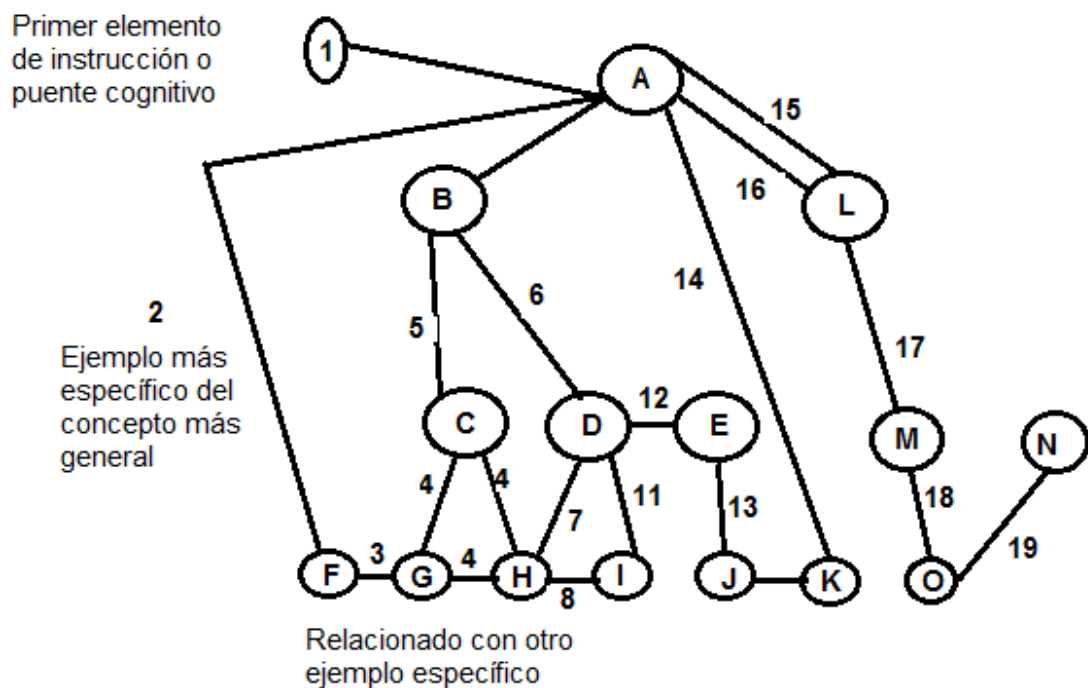 Primer elemento
de instrucción o
puente cognitivo
1
A
15
16
B
L
2
6
14
5
17
Ejemplo más
específico del
concepto más
general
C
D
12
E
M
N
4
4
7
11
13
18
19
F
3
G
4
H
8
I
J
K
O
Relacionado con otro
ejemplo específico